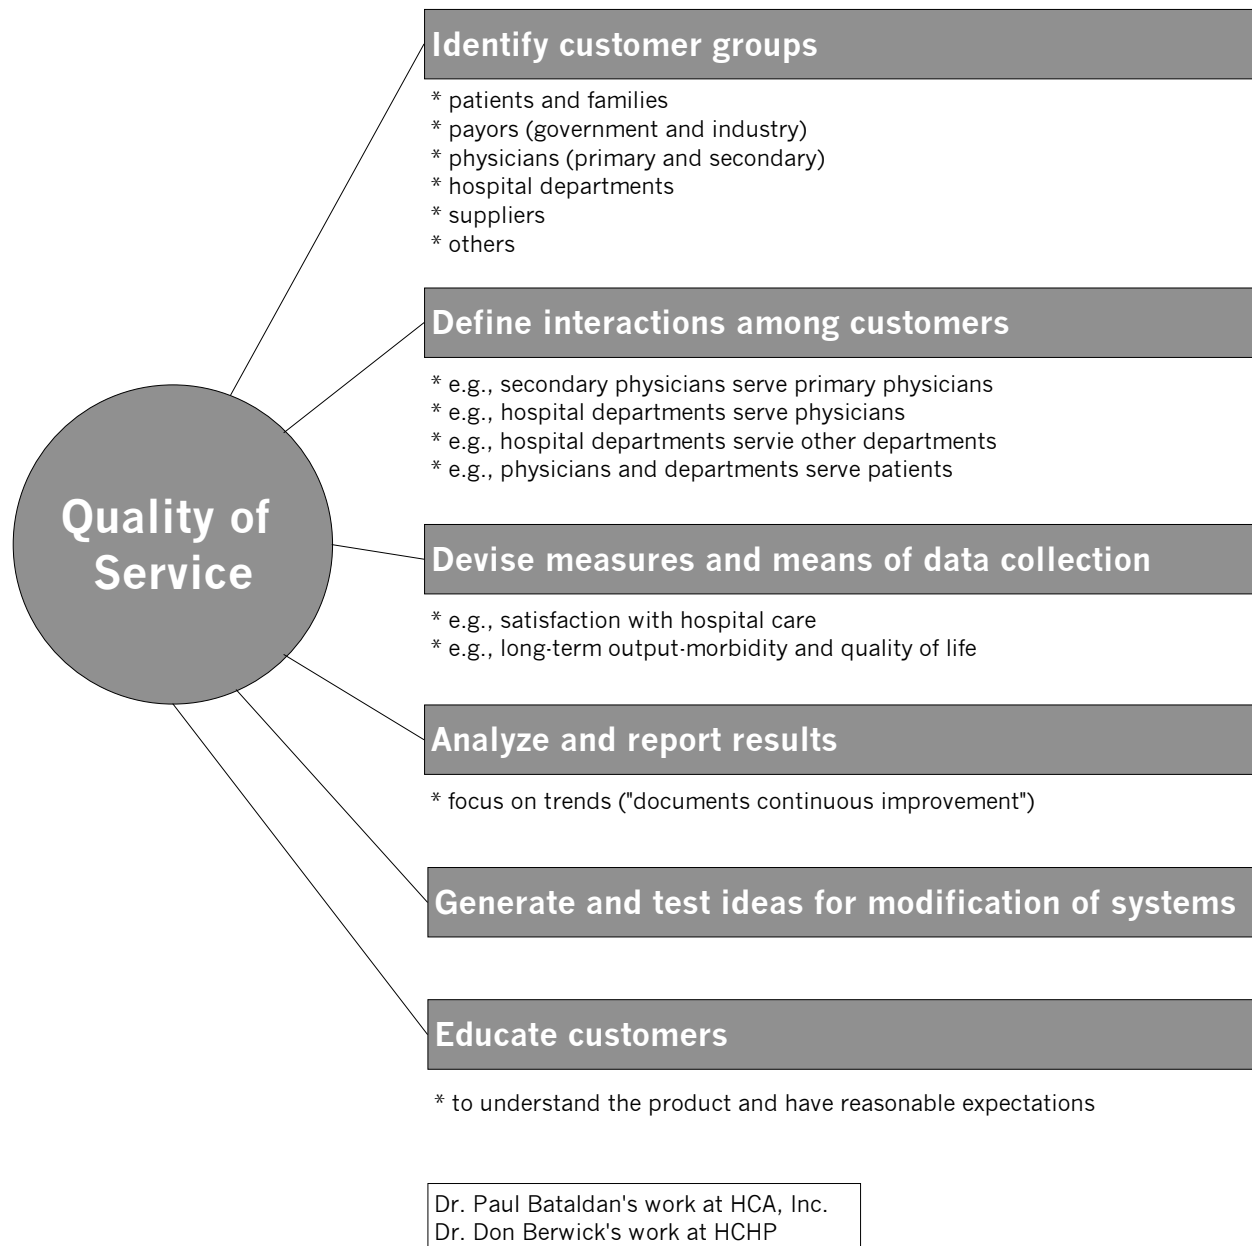 Identify customer groups
* patients and families
* payors (government and industry)
* physicians (primary and secondary)
* hospital departments
* suppliers
* others
Define interactions among customers
* e.g., secondary physicians serve primary physicians
* e.g., hospital departments serve physicians
* e.g., hospital departments servie other departments
* e.g., physicians and departments serve patients
Quality of
Service
Devise measures and means of data collection
* e.g., satisfaction with hospital care
* e.g., long-term output-morbidity and quality of life
Analyze and report results
* focus on trends ("documents continuous improvement")
Generate and test ideas for modification of systems
Educate customers
* to understand the product and have reasonable expectations
Dr. Paul Bataldan's work at HCA, Inc.
Dr. Don Berwick's work at HCHP